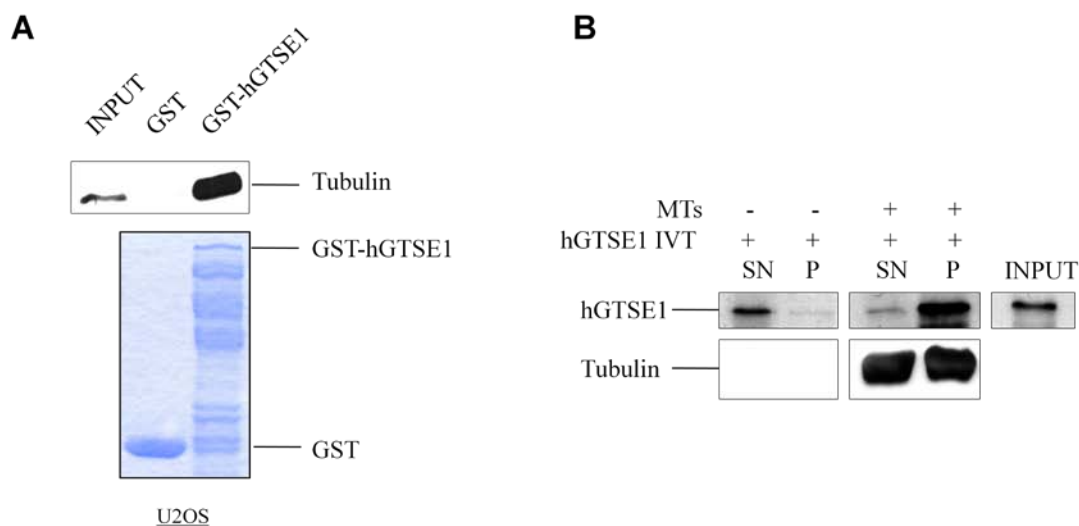 A
INPUT
GST
GST-hGTSE1
Tubulin
GST-hGTSE1
GST
U2OS
B
MTs - - + +
hGTSE1 IVT + + + +
SN P SN P INPUT
hGTSE1
Tubulin